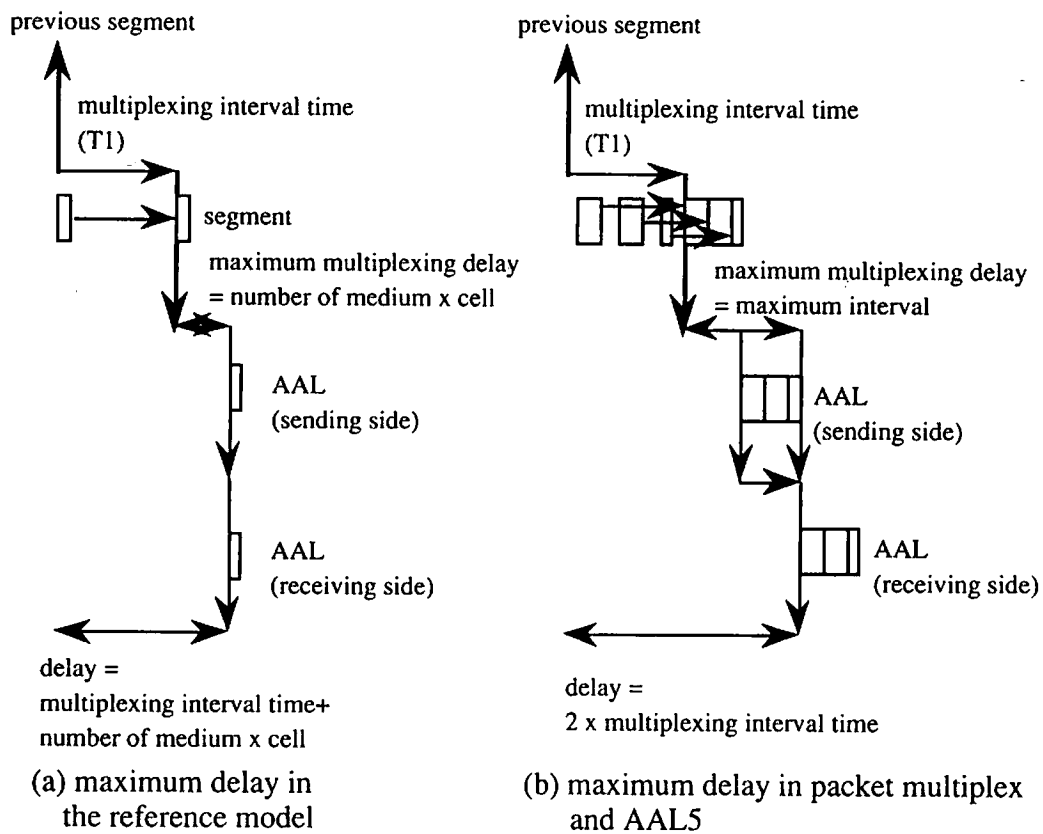 previous segment
multiplexing interval time
(T1)
segment
maximum multiplexing delay
= number of medium x cell
AAL
(sending side)
AAL
(receiving side)
delay =
multiplexing interval time+
number of medium x cell
(a) maximum delay in
the reference model
previous segment
multiplexing interval time
(T1)
maximum multiplexing delay
= maximum interval
AAL
(sending side)
AAL
(receiving side)
delay =
2 x multiplexing interval time
(b) maximum delay in packet multiplex
and AAL5